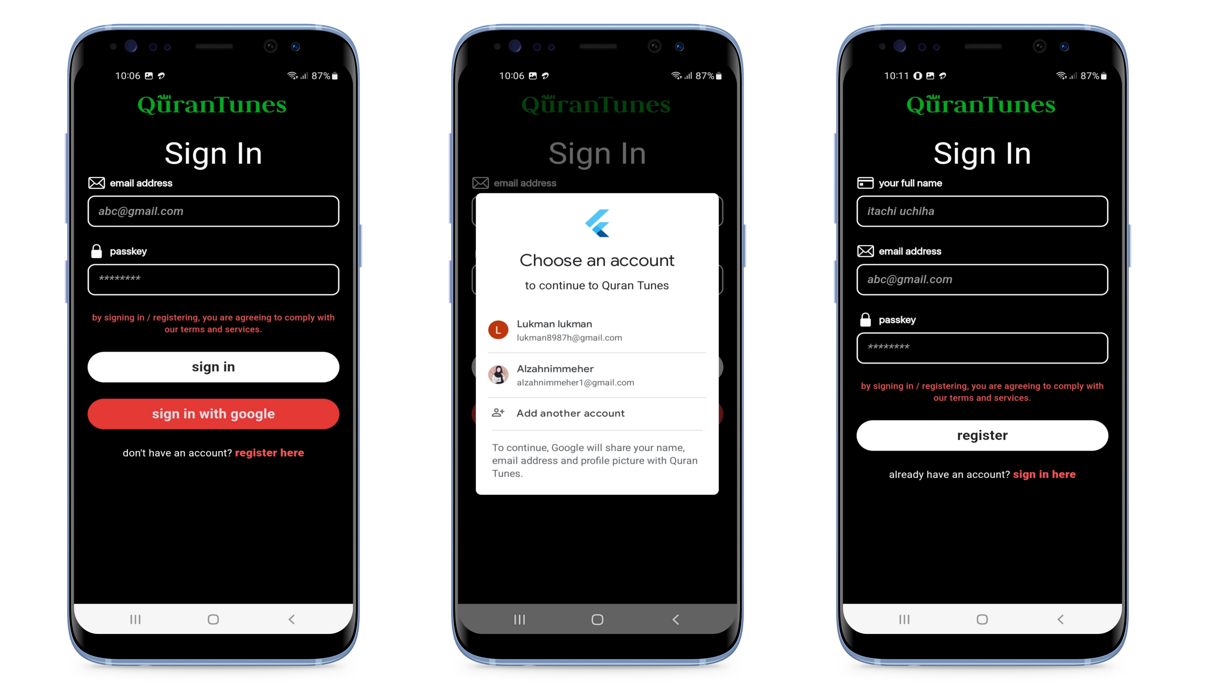 10:06
87%
QuranTunes
Sign In
email address
abc@gmail.com
passkey
********
by signing in / registering, you are agreeing to comply with
our terms and services.
sign in
sign in with google
don't have an account? register here
10:06
87%
QuranTunes
Sign In
email address
Choose an account
to continue to Quran Tunes
L
Lukman lukman
lukman8987h@gmail.com
Alzahnimmeher
alzahnimmeher1@gmail.com
Add another account
To continue, Google will share your name,
email address and profile picture with Quran
Tunes.
10:11
87%
QuranTunes
Sign In
your full name
itachi uchiha
email address
abc@gmail.com
passkey
********
by signing in / registering, you are agreeing to comply with
our terms and services.
register
already have an account? sign in here